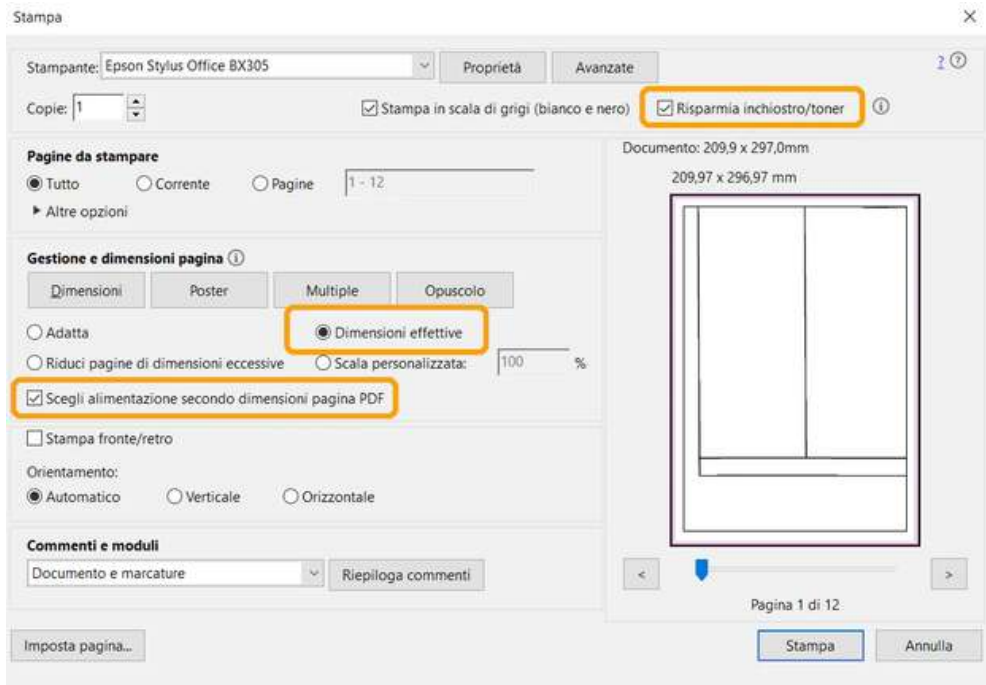 Stampa
Stampante: Epson Stylus Office BX305 Proprietà Avanzate ?
Copie: 1 Stampa in scala di grigi (bianco e nero) Risparmia inchiostro/toner
Pagine da stampare
Tutto Corrente Pagine 1 - 12
Altre opzioni
Gestione e dimensioni pagina
Dimensioni Poster Multiple Opuscolo
Adatta Dimensioni effettive
Riduci pagine di dimensioni eccessive Scala personalizzata: 100 %
Scegli alimentazione secondo dimensioni pagina PDF
Stampa fronte/retro
Orientamento:
Automatico Verticale Orizzontale
Commenti e moduli
Documento e marcature Riepiloga commenti
Documento: 209,9 x 297,0mm
209,97 x 296,97 mm
< >
Pagina 1 di 12
Imposta pagina... Stampa Annulla